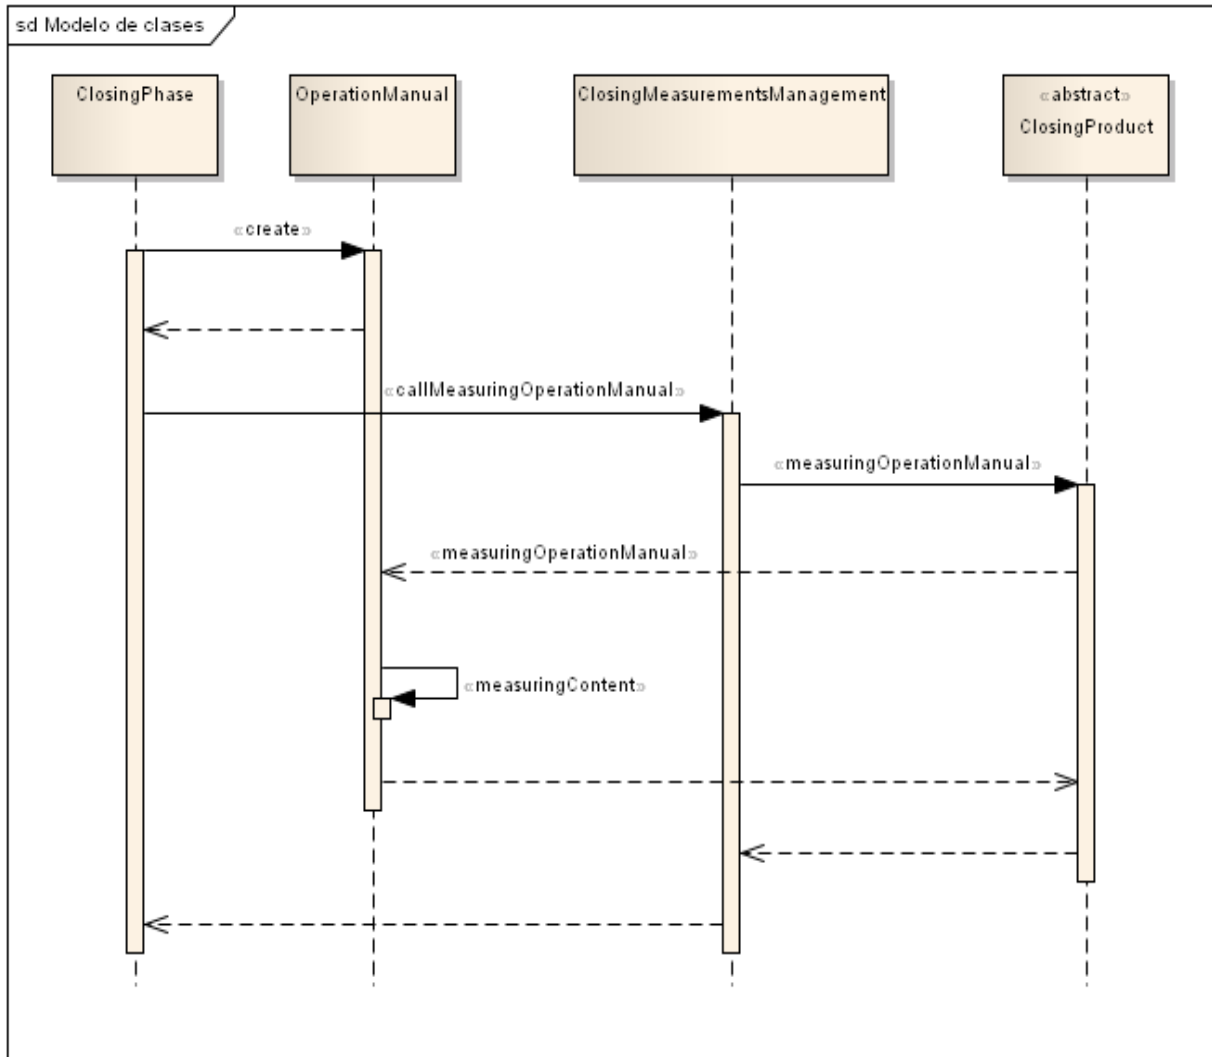 sd Modelo de clases
ClosingPhase
OperationManual
ClosingMeasurementsManagement
«abstract»
ClosingProduct
«create»
«callMeasuringOperationManual»
«measuringOperationManual»
«measuringOperationManual»
«measuringContent»